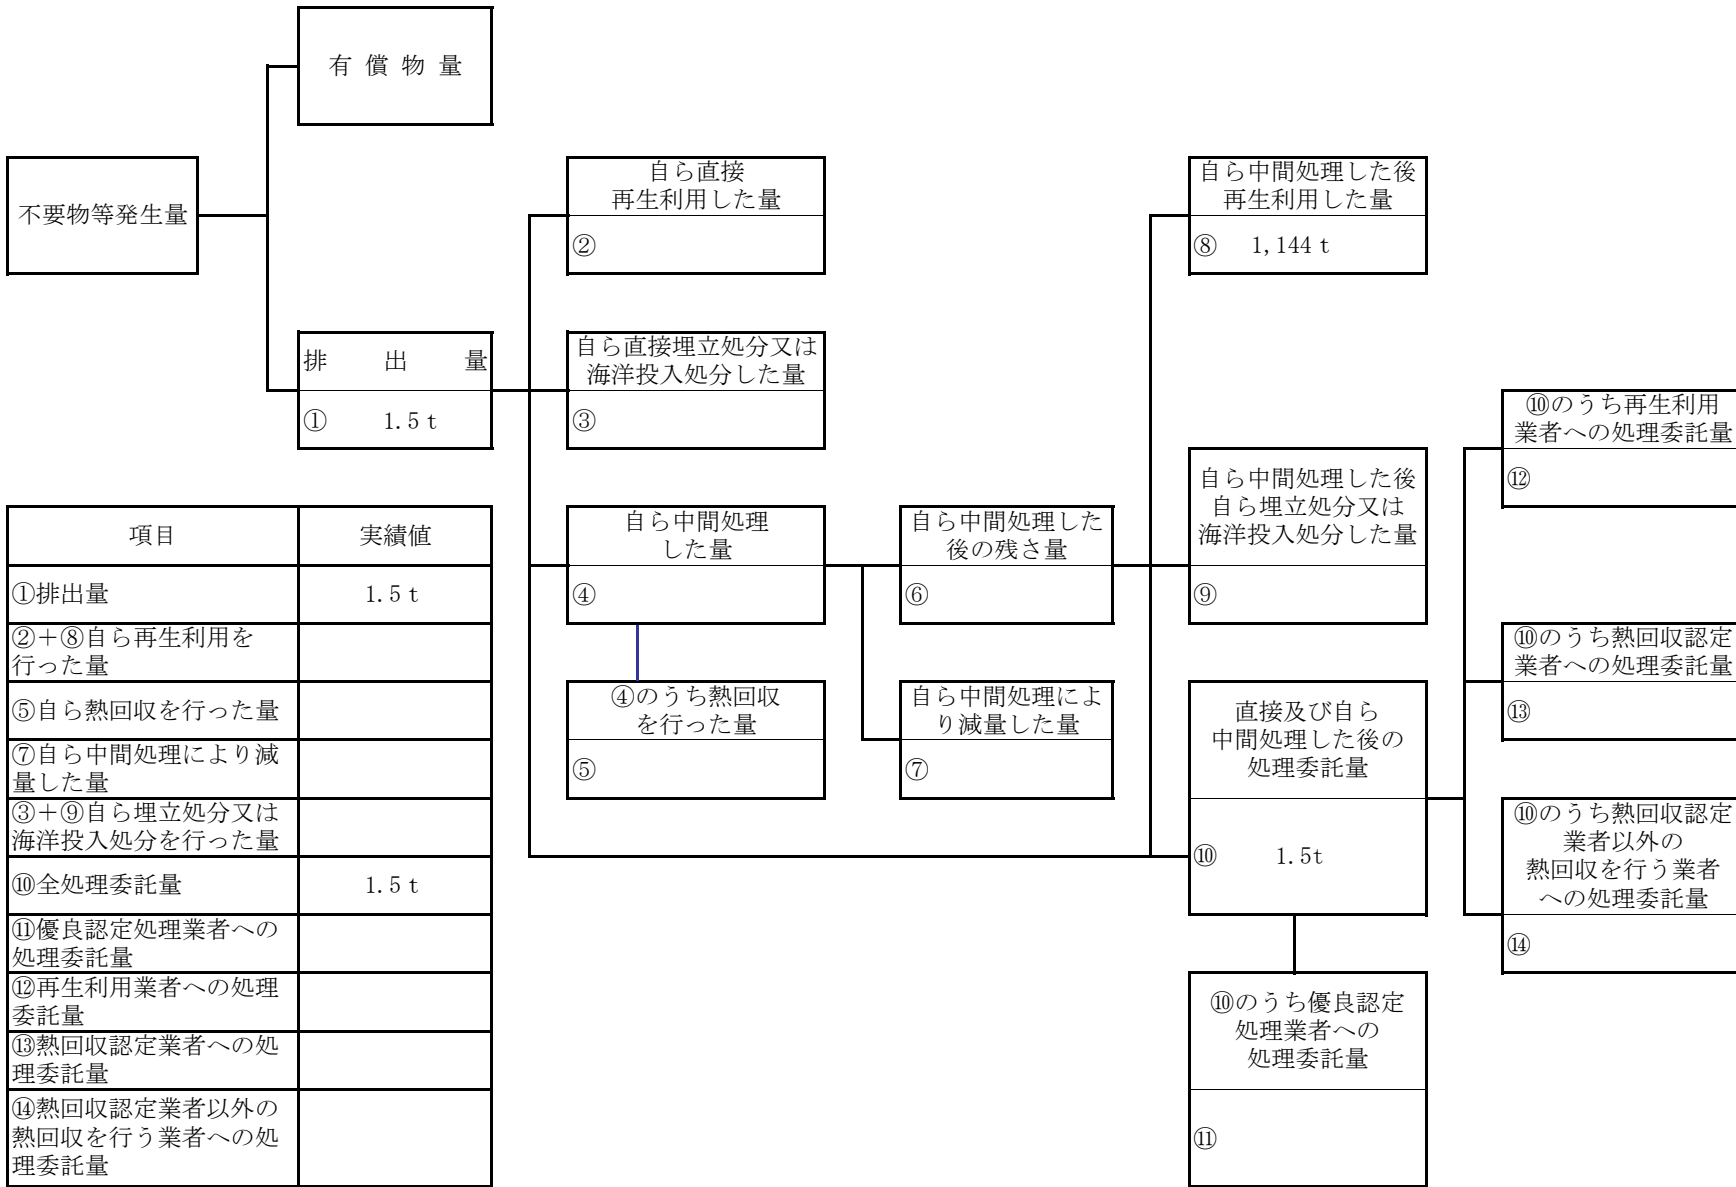 有 償 物 量
不要物等発生量
自ら直接
再生利用した量
②
自ら中間処理した後
再生利用した量
⑧ 1,144 t
排 出 量
① 1.5 t
自ら直接埋立処分又は
海洋投入処分した量
③
⑩のうち再生利用
業者への処理委託量
⑫
自ら中間処理した後
自ら埋立処分又は
海洋投入処分した量
⑨
自ら中間処理
した量
④
自ら中間処理した
後の残さ量
⑥
⑩のうち熱回収認定
業者への処理委託量
⑬
④のうち熱回収
を行った量
⑤
自ら中間処理によ
り減量した量
⑦
直接及び自ら
中間処理した後の
処理委託量
⑩ 1.5t
⑩のうち熱回収認定
業者以外の
熱回収を行う業者
への処理委託量
⑭
⑩のうち優良認定
処理業者への
処理委託量
⑪
項目 実績値
①排出量 1.5 t
②＋⑧自ら再生利用を
行った量
⑤自ら熱回収を行った量
⑦自ら中間処理により減
量した量
③＋⑨自ら埋立処分又は
海洋投入処分を行った量
⑩全処理委託量 1.5 t
⑪優良認定処理業者への
処理委託量
⑫再生利用業者への処理
委託量
⑬熱回収認定業者への処
理委託量
⑭熱回収認定業者以外の
熱回収を行う業者への処
理委託量